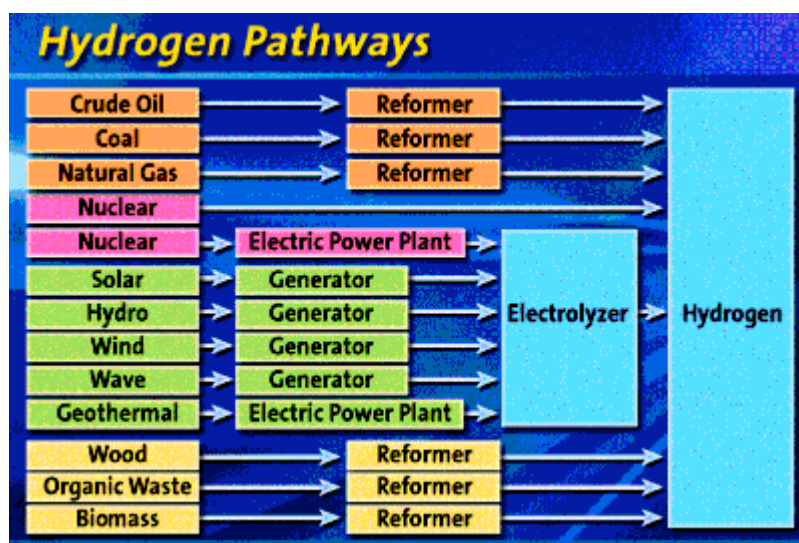 Hydrogen Pathways
Crude Oil Reformer
Coal Reformer
Natural Gas Reformer
Nuclear
Nuclear Electric Power Plant
Solar Generator
Hydro Generator Electrolyzer Hydrogen
Wind Generator
Wave Generator
Geothermal Electric Power Plant
Wood Reformer
Organic Waste Reformer
Biomass Reformer